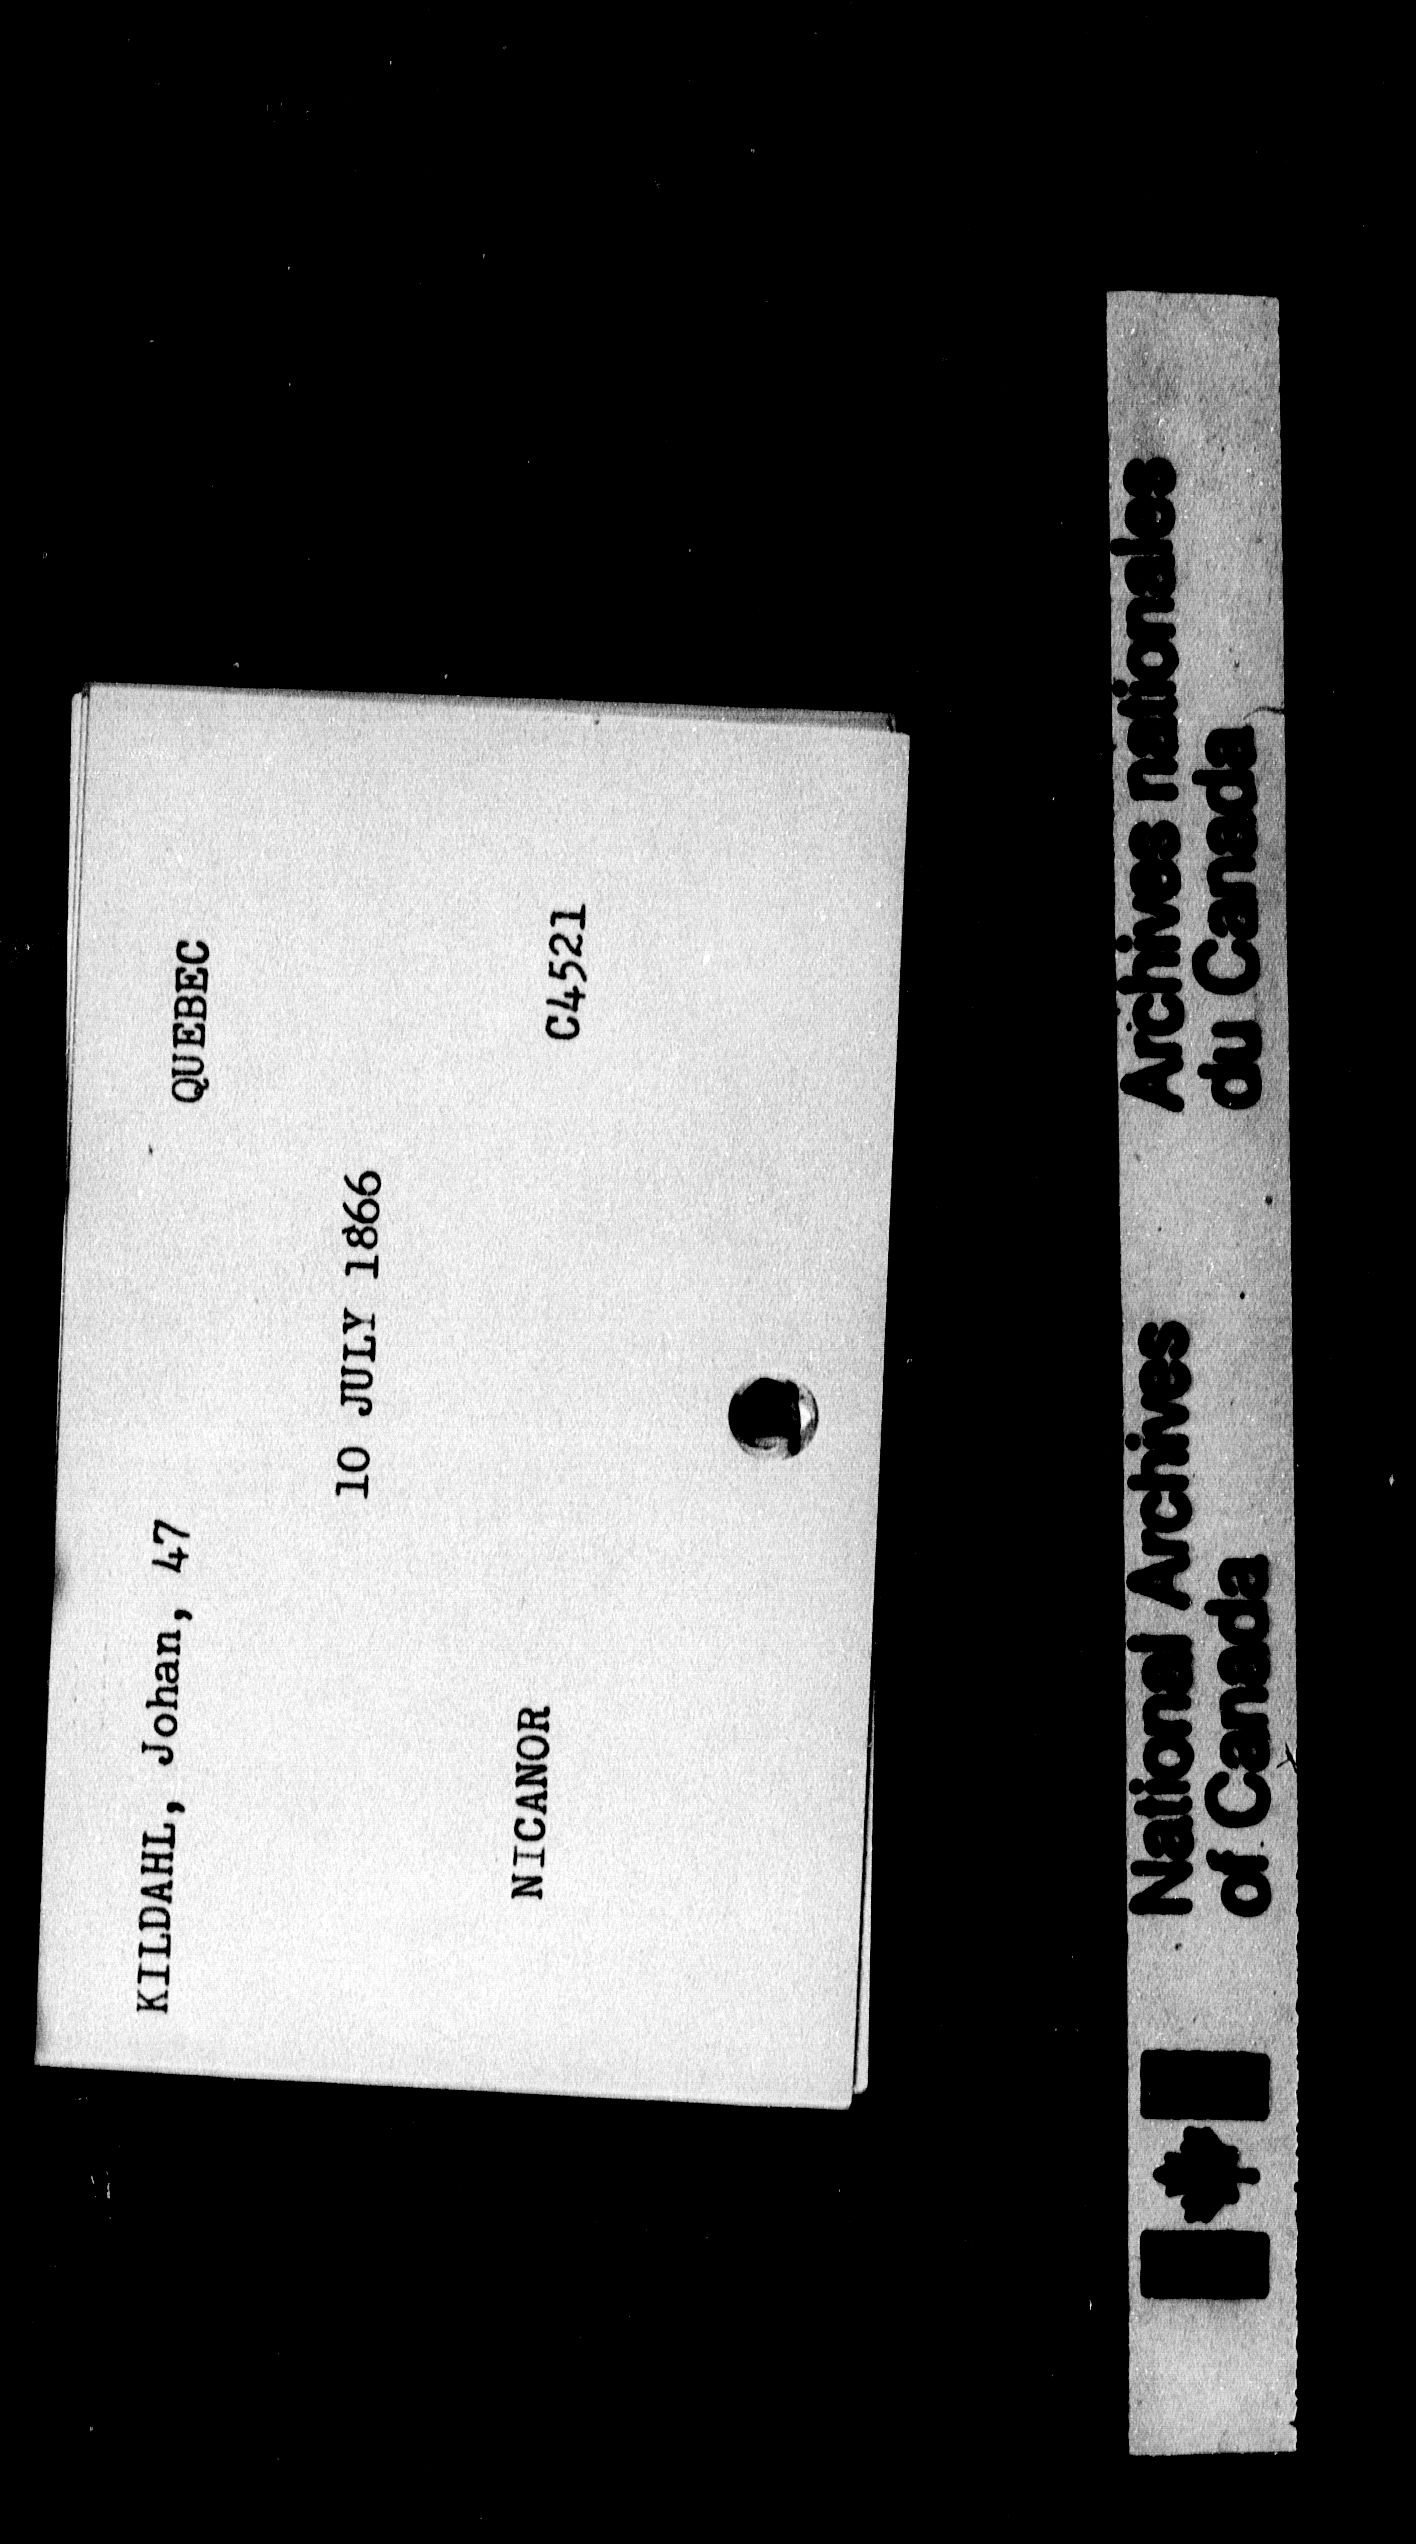 KILDAHL, Johan, 47 QUEBEC
10 JULY 1866
NICANOR C4521
National Archives of Canada
Archives nationales du Canada